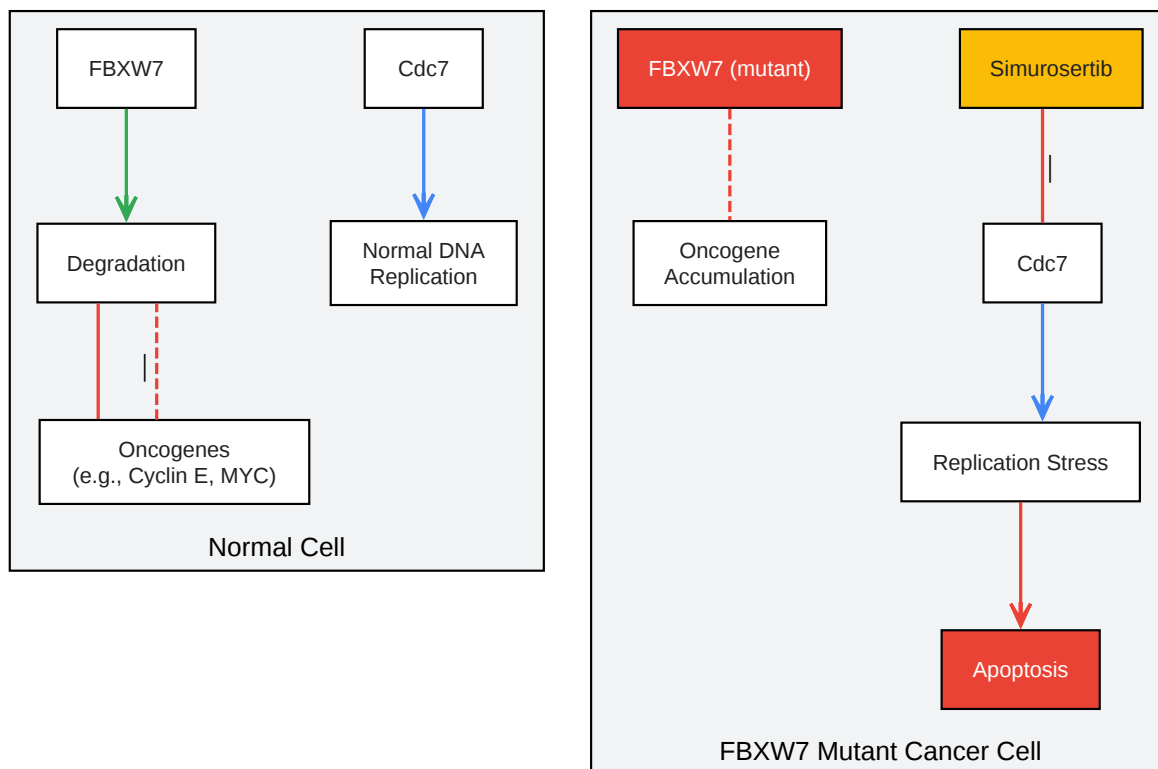 FBXW7
Cdc7
Degradation
Normal DNA
Replication
|
Oncogenes
(e.g., Cyclin E, MYC)
Normal Cell
FBXW7 (mutant)
Simurosertib
|
Oncogene
Accumulation
Cdc7
Replication Stress
Apoptosis
FBXW7 Mutant Cancer Cell